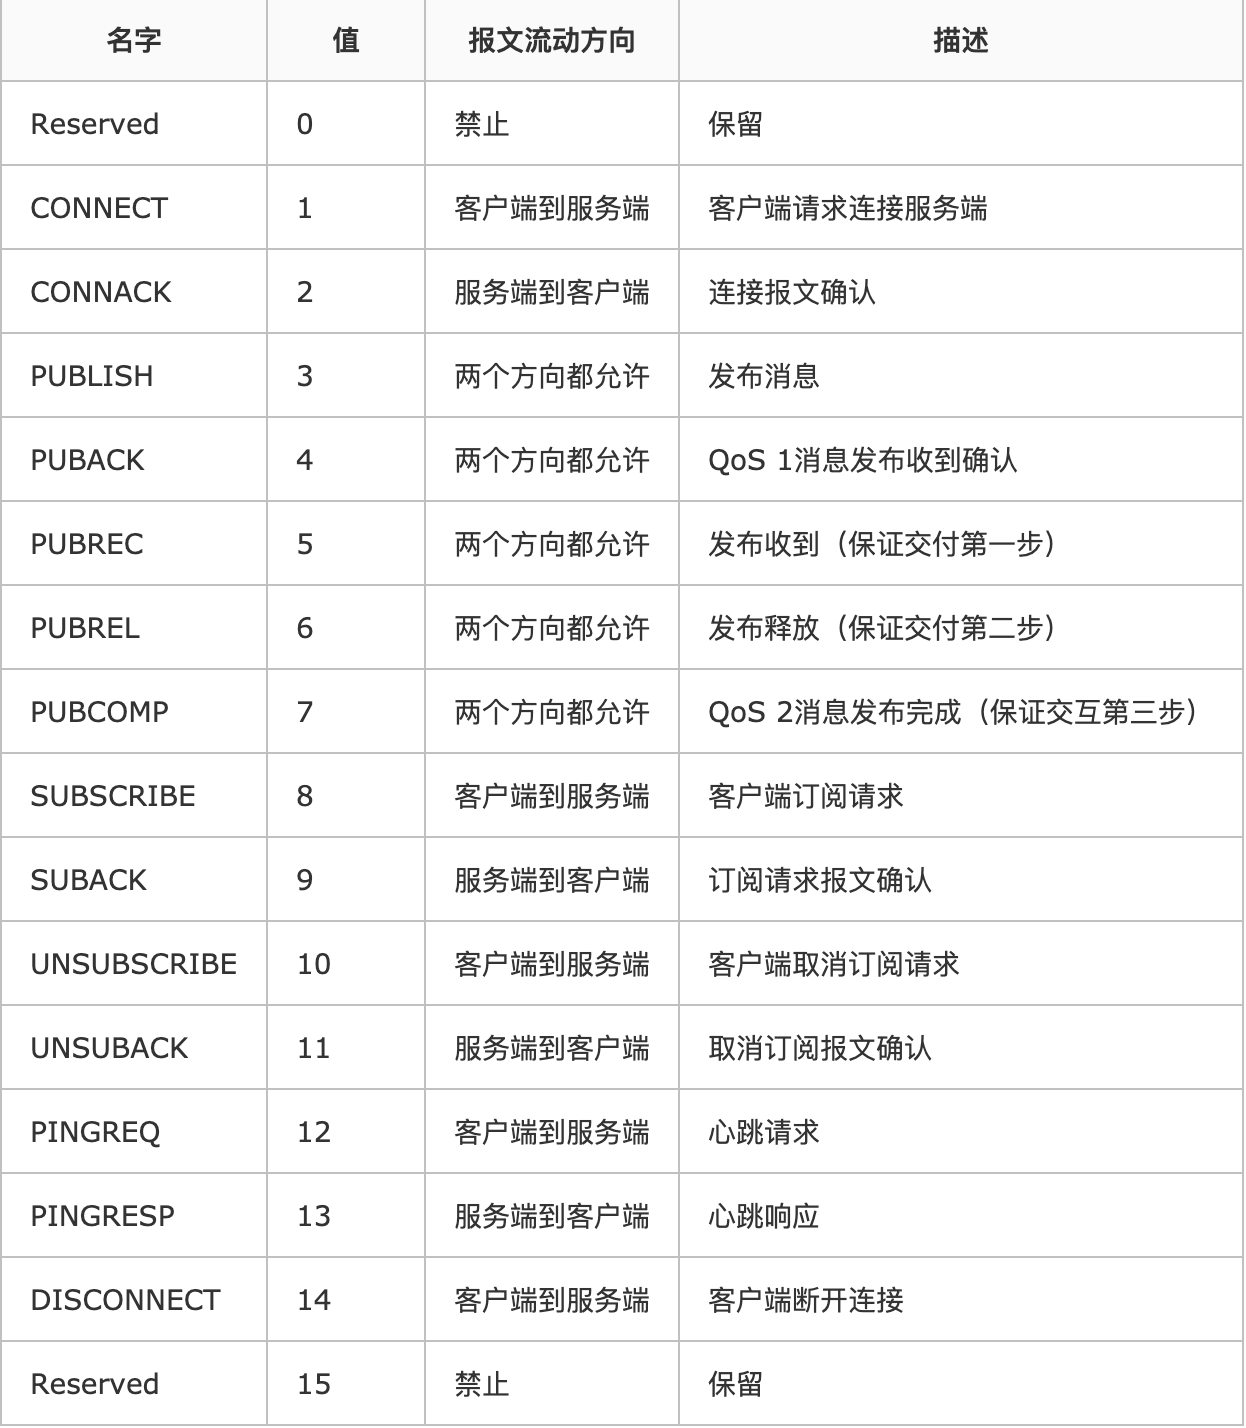 名字 值 报文流动方向 描述
Reserved 0 禁止 保留
CONNECT 1 客户端到服务端 客户端请求连接服务端
CONNACK 2 服务端到客户端 连接报文确认
PUBLISH 3 两个方向都允许 发布消息
PUBACK 4 两个方向都允许 QoS 1消息发布收到确认
PUBREC 5 两个方向都允许 发布收到（保证交付第一步）
PUBREL 6 两个方向都允许 发布释放（保证交付第二步）
PUBCOMP 7 两个方向都允许 QoS 2消息发布完成（保证交互第三步）
SUBSCRIBE 8 客户端到服务端 客户端订阅请求
SUBACK 9 服务端到客户端 订阅请求报文确认
UNSUBSCRIBE 10 客户端到服务端 客户端取消订阅请求
UNSUBACK 11 服务端到客户端 取消订阅报文确认
PINGREQ 12 客户端到服务端 心跳请求
PINGRESP 13 服务端到客户端 心跳响应
DISCONNECT 14 客户端到服务端 客户端断开连接
Reserved 15 禁止 保留